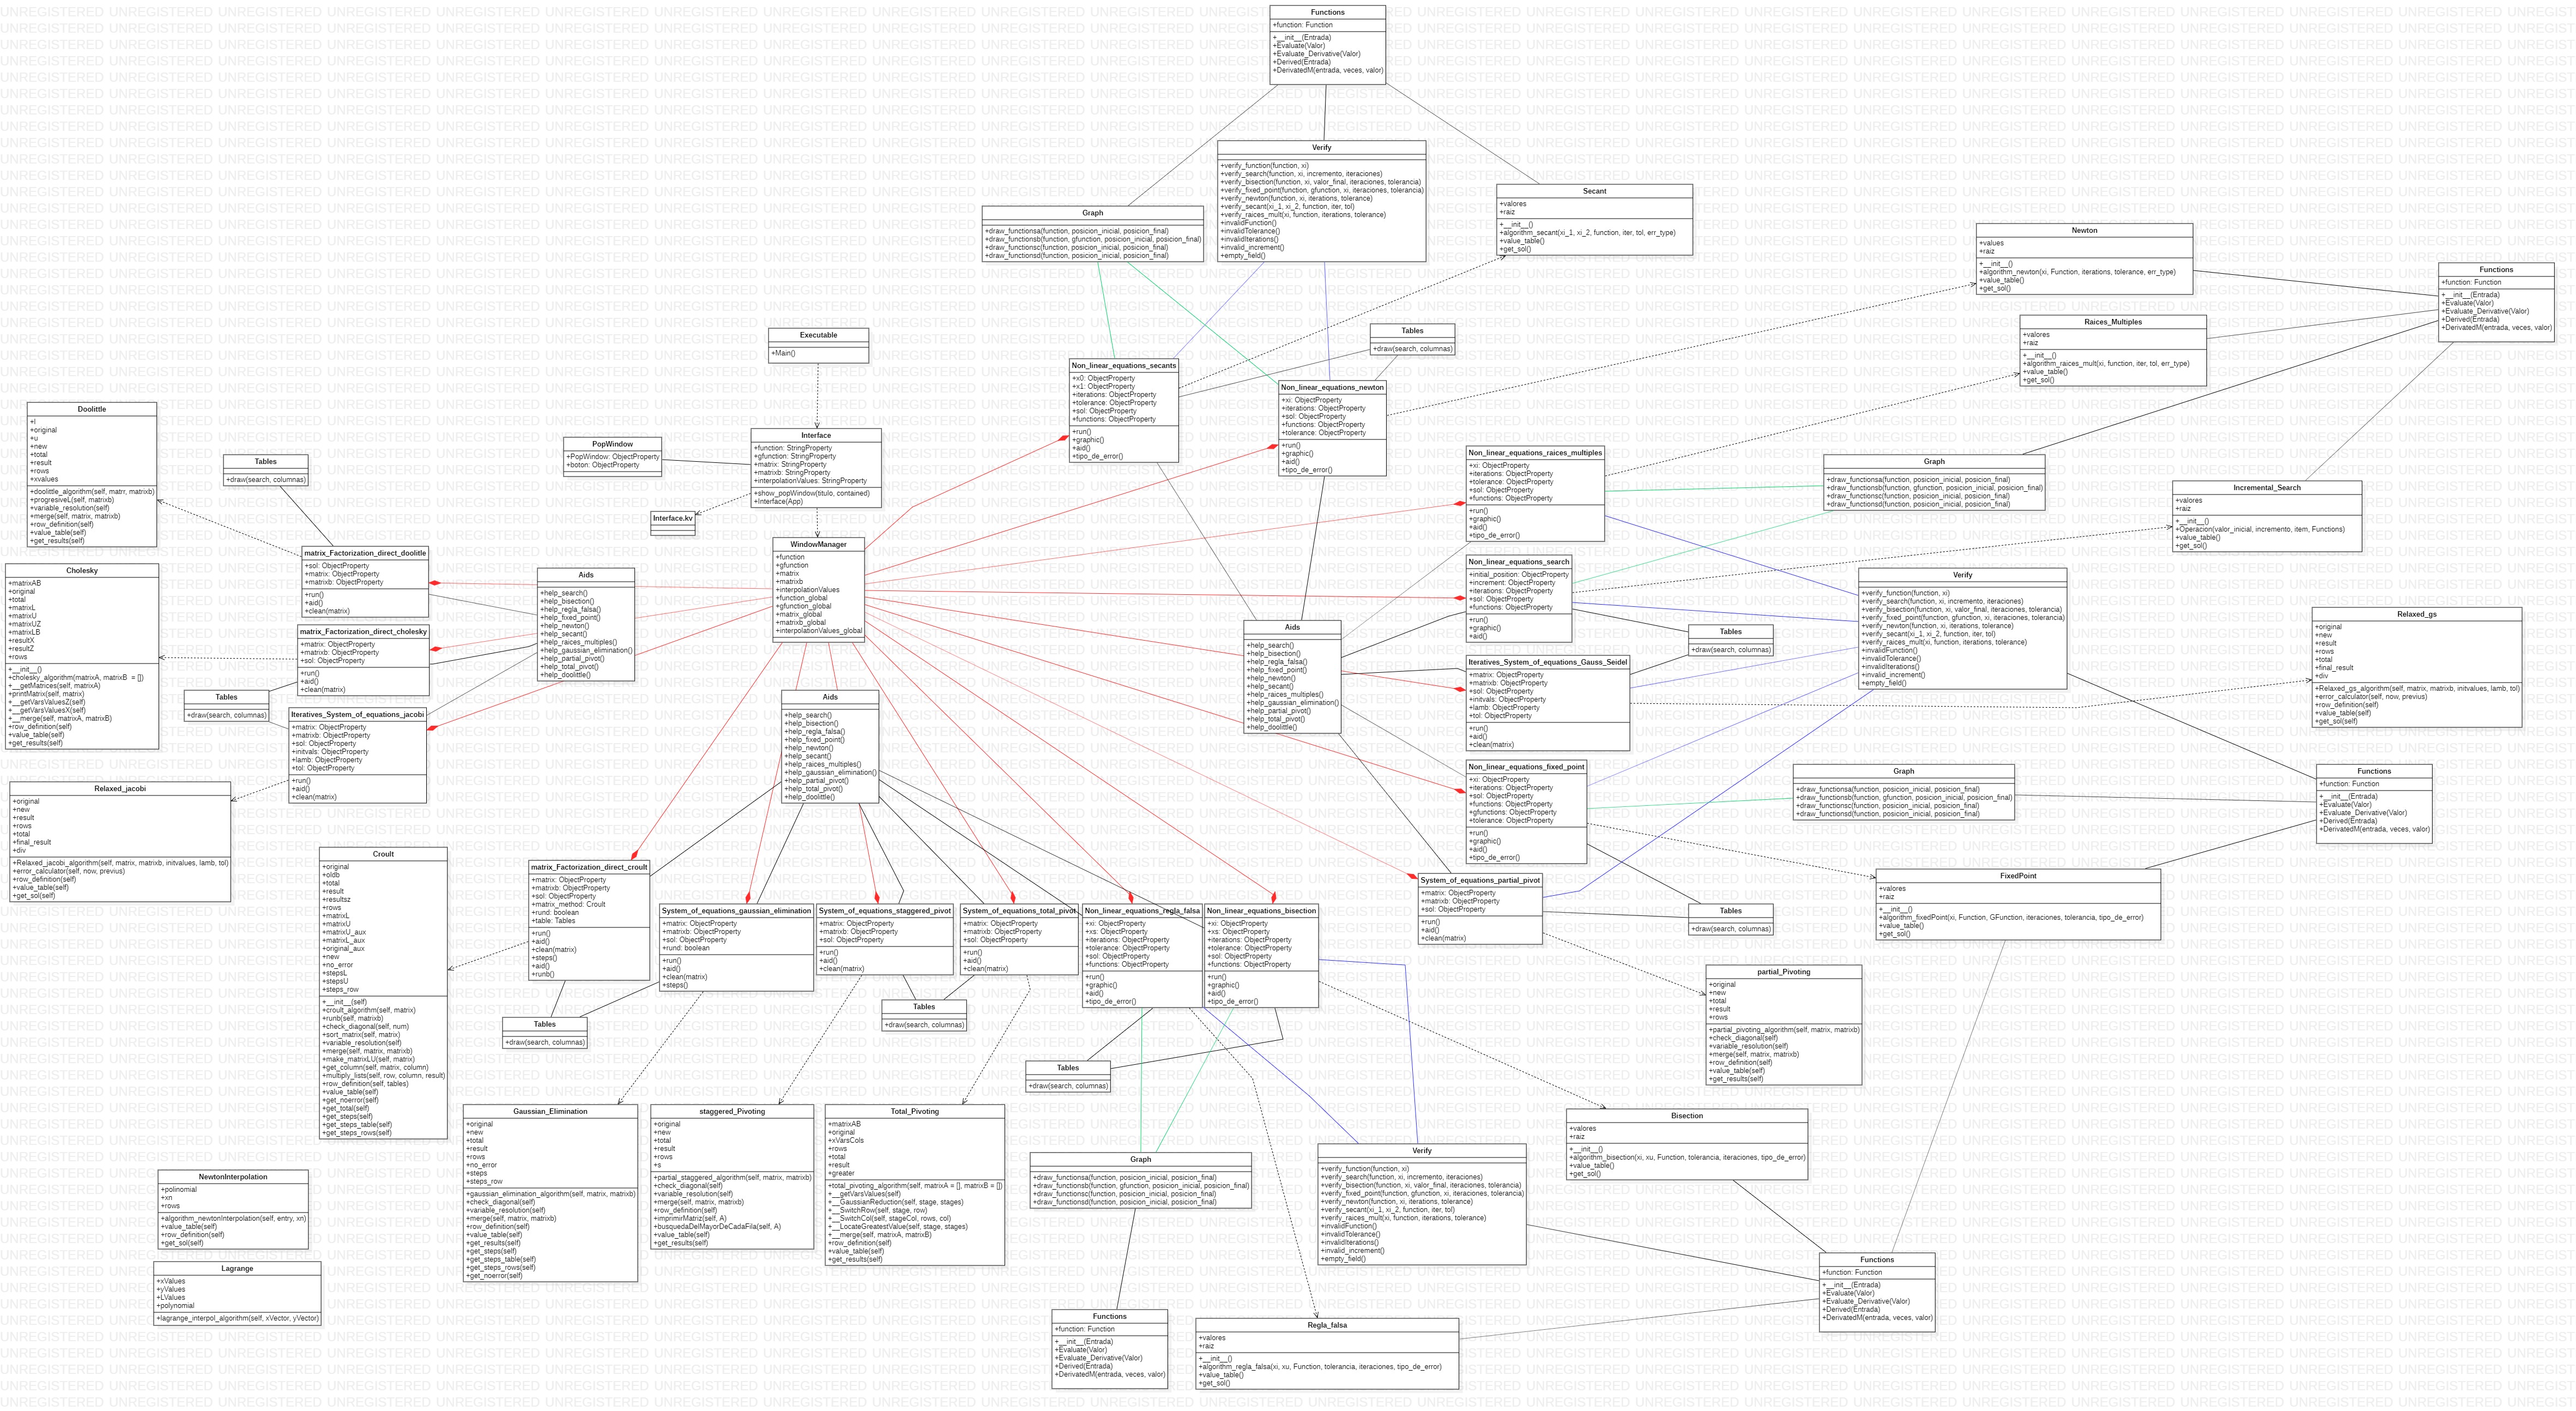 Functions
+function: Function
+__init__(Entrada)
+Evaluate(Valor)
+Evaluate_Derivative(Valor)
+Derived(Entrada)
+DerivatedM(entrada, veces, valor)
Verify
+verify_function(function, xi)
+verify_search(function, xi, incremento, iteraciones)
+verify_bisection(function, xi, valor_final, iteraciones, tolerancia)
+verify_fixed_point(function, gfunction, xi, iteraciones, tolerancia)
+verify_newton(function, xi, iterations, tolerance)
+verify_secant(xi_1, xi_2, function, iter, tol)
+verify_raices_mult(xi, function, iterations, tolerance)
+invalidFunction()
+invalidTolerance()
+invalidIterations()
+invalid_increment()
+empty_field()
Secant
+valores
+raiz
+__init__()
+algorithm_secant(xi_1, xi_2, function, iter, tol, err_type)
+value_table()
+get_sol()
Graph
+draw_functionsa(function, posicion_inicial, posicion_final)
+draw_functionsb(function, gfunction, posicion_inicial, posicion_final)
+draw_functionsc(function, posicion_inicial, posicion_final)
+draw_functionsd(function, posicion_inicial, posicion_final)
Newton
+values
+raiz
+__init__()
+algorithm_newton(xi, Function, iterations, tolerance, err_type)
+value_table()
+get_sol()
Functions
+function: Function
+__init__(Entrada)
+Evaluate(Valor)
+Evaluate_Derivative(Valor)
+Derived(Entrada)
+DerivatedM(entrada, veces, valor)
Raices_Multiples
+valores
+raiz
+__init__()
+algorithm_raices_mult(xi, function, iter, tol, err_type)
+value_table()
+get_sol()
Tables
+draw(search, columnas)
Executable
+Main()
Non_linear_equations_secants
+x0: ObjectProperty
+x1: ObjectProperty
+iterations: ObjectProperty
+tolerance: ObjectProperty
+sol: ObjectProperty
+functions: ObjectProperty
+run()
+graphic()
+aid()
+tipo_de_error()
Non_linear_equations_newton
+xi: ObjectProperty
+iterations: ObjectProperty
+sol: ObjectProperty
+functions: ObjectProperty
+tolerance: ObjectProperty
+run()
+graphic()
+aid()
+tipo_de_error()
Doolittle
+l
+original
+u
+new
+total
+result
+rows
+xvalues
+doolittle_algorithm(self, matrr, matrixb)
+progresiveL(self, matrixb)
+variable_resolution(self)
+merge(self, matrix, matrixb)
+row_definition(self)
+value_table(self)
+get_results(self)
Tables
+draw(search, columnas)
PopWindow
+PopWindow: ObjectProperty
+boton: ObjectProperty
Interface
+function: StringProperty
+gfunction: StringProperty
+matrix: StringProperty
+matrixb: StringProperty
+interpolationValues: StringProperty
+show_popWindow(titulo, contained)
+Interface(App)
Interface.kv
Non_linear_equations_raices_multiples
+xi: ObjectProperty
+iterations: ObjectProperty
+tolerance: ObjectProperty
+sol: ObjectProperty
+functions: ObjectProperty
+run()
+graphic()
+aid()
+tipo_de_error()
Graph
+draw_functionsa(function, posicion_inicial, posicion_final)
+draw_functionsb(function, gfunction, posicion_inicial, posicion_final)
+draw_functionsc(function, posicion_inicial, posicion_final)
+draw_functionsd(function, posicion_inicial, posicion_final)
Incremental_Search
+valores
+raiz
+__init__()
+Operacion(valor_inicial, incremento, item, Functions)
+value_table()
+get_sol()
WindowManager
+function
+gfunction
+matrix
+matrixb
+interpolationValues
+function_global
+gfunction_global
+matrix_global
+matrixb_global
+interpolationValues_global
matrix_Factorization_direct_doolitle
+sol: ObjectProperty
+matrix: ObjectProperty
+matrixb: ObjectProperty
+run()
+aid()
+clean(matrix)
Cholesky
+matrixAB
+original
+total
+matrixL
+matrixU
+matrixUZ
+matrixLB
+resultX
+resultZ
+rows
+__init__()
+cholesky_algorithm(matrixA, matrixB  = [])
+__getMatrices(self, matrixA)
+printMatrix(self, matrix)
+__getVarsValuesZ(self)
+__getVarsValuesX(self)
+__merge(self, matrixA, matrixB)
+row_definition(self)
+value_table(self)
+get_results(self)
Aids
+help_search()
+help_bisection()
+help_regla_falsa()
+help_fixed_point()
+help_newton()
+help_secant()
+help_raices_multiples()
+help_gaussian_elimination()
+help_partial_pivot()
+help_total_pivot()
+help_doolittle()
matrix_Factorization_direct_cholesky
+matrix: ObjectProperty
+matrixb: ObjectProperty
+sol: ObjectProperty
+run()
+aid()
+clean(matrix)
Tables
+draw(search, columnas)
Iteratives_System_of_equations_jacobi
+matrix: ObjectProperty
+matrixb: ObjectProperty
+sol: ObjectProperty
+initvals: ObjectProperty
+lamb: ObjectProperty
+tol: ObjectProperty
+run()
+aid()
+clean(matrix)
Non_linear_equations_search
+initial_position: ObjectProperty
+increment: ObjectProperty
+iterations: ObjectProperty
+sol: ObjectProperty
+functions: ObjectProperty
+run()
+graphic()
+aid()
Verify
+verify_function(function, xi)
+verify_search(function, xi, incremento, iteraciones)
+verify_bisection(function, xi, valor_final, iteraciones, tolerancia)
+verify_fixed_point(function, gfunction, xi, iteraciones, tolerancia)
+verify_newton(function, xi, iterations, tolerance)
+verify_secant(xi_1, xi_2, function, iter, tol)
+verify_raices_mult(xi, function, iterations, tolerance)
+invalidFunction()
+invalidTolerance()
+invalidIterations()
+invalid_increment()
+empty_field()
Relaxed_gs
+original
+new
+result
+rows
+total
+final_result
+div
+Relaxed_gs_algorithm(self, matrix, matrixb, initvalues, lamb, tol)
+error_calculator(self, now, previus)
+row_definition(self)
+value_table(self)
+get_sol(self)
Aids
+help_search()
+help_bisection()
+help_regla_falsa()
+help_fixed_point()
+help_newton()
+help_secant()
+help_raices_multiples()
+help_gaussian_elimination()
+help_partial_pivot()
+help_total_pivot()
+help_doolittle()
Tables
+draw(search, columnas)
Iteratives_System_of_equations_Gauss_Seidel
+matrix: ObjectProperty
+matrixb: ObjectProperty
+sol: ObjectProperty
+initvals: ObjectProperty
+lamb: ObjectProperty
+tol: ObjectProperty
+run()
+aid()
+clean(matrix)
Aids
+help_search()
+help_bisection()
+help_regla_falsa()
+help_fixed_point()
+help_newton()
+help_secant()
+help_raices_multiples()
+help_gaussian_elimination()
+help_partial_pivot()
+help_total_pivot()
+help_doolittle()
Relaxed_jacobi
+original
+new
+result
+rows
+total
+final_result
+div
+Relaxed_jacobi_algorithm(self, matrix, matrixb, initvalues, lamb, tol)
+error_calculator(self, now, previus)
+row_definition(self)
+value_table(self)
+get_sol(self)
Non_linear_equations_fixed_point
+xi: ObjectProperty
+iterations: ObjectProperty
+sol: ObjectProperty
+functions: ObjectProperty
+gfunctions: ObjectProperty
+tolerance: ObjectProperty
+run()
+graphic()
+aid()
+tipo_de_error()
Graph
+draw_functionsa(function, posicion_inicial, posicion_final)
+draw_functionsb(function, gfunction, posicion_inicial, posicion_final)
+draw_functionsc(function, posicion_inicial, posicion_final)
+draw_functionsd(function, posicion_inicial, posicion_final)
Functions
+function: Function
+__init__(Entrada)
+Evaluate(Valor)
+Evaluate_Derivative(Valor)
+Derived(Entrada)
+DerivatedM(entrada, veces, valor)
Croult
+original
+oldb
+total
+result
+resultsz
+rows
+matrixL
+matrixU
+matrixU_aux
+matrixL_aux
+original_aux
+new
+no_error
+stepsL
+stepsU
+steps_row
+__init__(self)
+croult_algorithm(self, matrix)
+runb(self, matrixb)
+check_diagonal(self, num)
+sort_matrix(self, matrix)
+variable_resolution(self)
+merge(self, matrix, matrixb)
+make_matrixLU(self, matrix)
+get_column(self, matrix, column)
+multiply_lists(self, row, column, result)
+row_definition(self, tables)
+value_table(self)
+get_noerror(self)
+get_total(self)
+get_steps(self)
+get_steps_table(self)
+get_steps_rows(self)
matrix_Factorization_direct_croult
+matrix: ObjectProperty
+matrixb: ObjectProperty
+sol: ObjectProperty
+matrix_method: Croult
+rund: boolean
+table: Tables
+run()
+aid()
+clean(matrix)
+steps()
+aid()
+runb()
System_of_equations_gaussian_elimination
+matrix: ObjectProperty
+matrixb: ObjectProperty
+sol: ObjectProperty
+rund: boolean
+run()
+aid()
+clean(matrix)
+steps()
System_of_equations_staggered_pivot
+matrix: ObjectProperty
+matrixb: ObjectProperty
+sol: ObjectProperty
+run()
+aid()
+clean(matrix)
System_of_equations_total_pivot
+matrix: ObjectProperty
+matrixb: ObjectProperty
+sol: ObjectProperty
+run()
+aid()
+clean(matrix)
Non_linear_equations_regla_falsa
+xi: ObjectProperty
+xs: ObjectProperty
+iterations: ObjectProperty
+tolerance: ObjectProperty
+sol: ObjectProperty
+functions: ObjectProperty
+run()
+graphic()
+aid()
+tipo_de_error()
Non_linear_equations_bisection
+xi: ObjectProperty
+xs: ObjectProperty
+iterations: ObjectProperty
+tolerance: ObjectProperty
+sol: ObjectProperty
+functions: ObjectProperty
+run()
+graphic()
+aid()
+tipo_de_error()
System_of_equations_partial_pivot
+matrix: ObjectProperty
+matrixb: ObjectProperty
+sol: ObjectProperty
+run()
+aid()
+clean(matrix)
Tables
+draw(search, columnas)
FixedPoint
+valores
+raiz
+__init__()
+algorithm_fixedPoint(xi, Function, GFunction, iteraciones, tolerancia, tipo_de_error)
+value_table()
+get_sol()
partial_Pivoting
+original
+new
+total
+result
+rows
+partial_pivoting_algorithm(self, matrix, matrixb)
+check_diagonal(self)
+variable_resolution(self)
+merge(self, matrix, matrixb)
+row_definition(self)
+value_table(self)
+get_results(self)
Tables
+draw(search, columnas)
Tables
+draw(search, columnas)
Tables
+draw(search, columnas)
Gaussian_Elimination
+original
+new
+total
+result
+rows
+no_error
+steps
+steps_row
+gaussian_elimination_algorithm(self, matrix, matrixb)
+check_diagonal(self)
+variable_resolution(self)
+merge(self, matrix, matrixb)
+row_definition(self)
+value_table(self)
+get_results(self)
+get_steps(self)
+get_steps_table(self)
+get_steps_rows(self)
+get_noerror(self)
staggered_Pivoting
+original
+new
+total
+result
+rows
+s
+partial_staggered_algorithm(self, matrix, matrixb)
+check_diagonal(self)
+variable_resolution(self)
+merge(self, matrix, matrixb)
+row_definition(self)
+imprimirMatriz(self, A)
+busquedaDelMayorDeCadaFila(self, A)
+value_table(self)
+get_results(self)
Total_Pivoting
+matrixAB
+original
+xVarsCols
+rows
+total
+result
+greater
+total_pivoting_algorithm(self, matrixA = [], matrixB = [])
+__getVarsValues(self)
+__GaussianReduction(self, stage, stages)
+__SwitchRow(self, stage, row)
+__SwitchCol(self, stageCol, rows, col)
+__LocateGreatestValue(self, stage, stages)
+__merge(self, matrixA, matrixB)
+row_definition(self)
+value_table(self)
+get_results(self)
Bisection
+valores
+raiz
+__init__()
+algorithm_bisection(xi, xu, Function, tolerancia, iteraciones, tipo_de_error)
+value_table()
+get_sol()
Graph
+draw_functionsa(function, posicion_inicial, posicion_final)
+draw_functionsb(function, gfunction, posicion_inicial, posicion_final)
+draw_functionsc(function, posicion_inicial, posicion_final)
+draw_functionsd(function, posicion_inicial, posicion_final)
Verify
+verify_function(function, xi)
+verify_search(function, xi, incremento, iteraciones)
+verify_bisection(function, xi, valor_final, iteraciones, tolerancia)
+verify_fixed_point(function, gfunction, xi, iteraciones, tolerancia)
+verify_newton(function, xi, iterations, tolerance)
+verify_secant(xi_1, xi_2, function, iter, tol)
+verify_raices_mult(xi, function, iterations, tolerance)
+invalidFunction()
+invalidTolerance()
+invalidIterations()
+invalid_increment()
+empty_field()
NewtonInterpolation
+polinomial
+xn
+rows
+algorithm_newtonInterpolation(self, entry, xn)
+value_table(self)
+row_definition(self)
+get_sol(self)
Lagrange
+xValues
+yValues
+LValues
+polynomial
+lagrange_interpol_algorithm(self, xVector, yVector)
Functions
+function: Function
+__init__(Entrada)
+Evaluate(Valor)
+Evaluate_Derivative(Valor)
+Derived(Entrada)
+DerivatedM(entrada, veces, valor)
Functions
+function: Function
+__init__(Entrada)
+Evaluate(Valor)
+Evaluate_Derivative(Valor)
+Derived(Entrada)
+DerivatedM(entrada, veces, valor)
Regla_falsa
+valores
+raiz
+__init__()
+algorithm_regla_falsa(xi, xu, Function, tolerancia, iteraciones, tipo_de_error)
+value_table()
+get_sol()